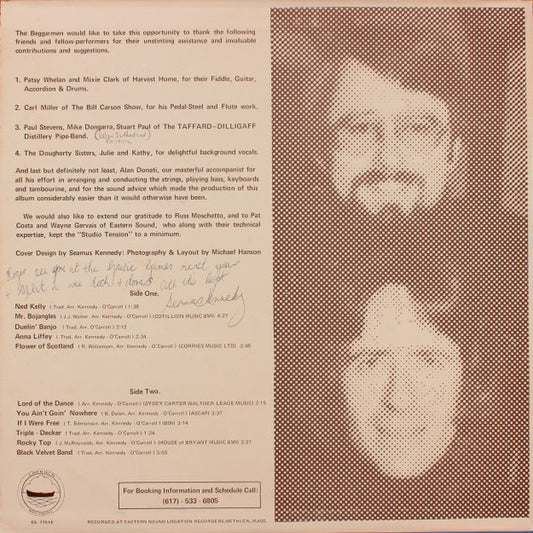 The Beggarmen would like to take this opportunity to thank the following
friends and fellow-performers for their unstinting assistance and invaluable
contributions and suggestions.
1. Patsy Whelan and Mixie Clark of Harvest Home, for their Fiddle, Guitar,
Accordion & Drums.
2. Carl Miller of The Bill Carson Show, for his Pedal-Steel and Flute work.
3. Paul Stevens, Mike Dongarra, Stuart Paul of The TAFFARD-DILLIGAFF
Distillery Pipe-Band.
4. The Dougherty Sisters, Julie and Kathy, for delightful background vocals.
And last but definitely not least, Alan Donati, our masterful accompanist for
all his effort in arranging and conducting the strings, playing bass, keyboards
and tambourine, and for the sound advice which made the production of this
album considerably easier than it would otherwise have been.
We would also like to extend our gratitude to Russ Moschetto, and to Pat
Costa and Wayne Gervais of Eastern Sound, who along with their technical
expertise, kept the "Studio Tension" to a minimum.
Cover Design by Seamus Kennedy: Photography & Layout by Michael Hanson
see you at the games next year
all the best
Seamus Kennedy
Side One.
Ned Kelly (Trad. Arr. Kennedy - O'Carroll) 1:38
Mr. Bojangles (J.J. Walker. Arr. Kennedy - O'Carroll) (COTILLION MUSIC BMI) 4:27
Duelin' Banjo (Trad. Arr. Kennedy - O'Carroll) 2:12
Anna Liffey (Trad. Arr. Kennedy - O'Carroll) 2:34
Flower of Scotland (R. Williamson. Arr. Kennedy - O'Carroll) (CORRIES MUSIC LTD) 3:48
Side Two.
Lord of the Dance (Arr. Kennedy - O'Carroll) (SYDEY CARTER WALTHER-LEAGE MUSIC) 2:15
You Ain't Goin' Nowhere (B. Dylan, Arr. Kennedy - O'Carroll) (ASCAP) 3:37
If I Were Free (T. Edmonson. Arr. Kennedy - O'Carroll) (BMI) 3:14
Triple - Decker (Trad. Arr. Kennedy - O'Carroll) 1:24
Rocky Top (J. McReynolds, Arr. Kennedy - O'Carroll) (HOUSE of BRYANT MUSIC BMI) 2:27
Black Velvet Band (Trad. Arr. Kennedy - O'Carroll) 3:03
For Booking Information and Schedule Call:
(617) - 533 - 6805
RECORDED AT EASTERN SOUND LOCATION RECORDERS, METHUEN, MASS.